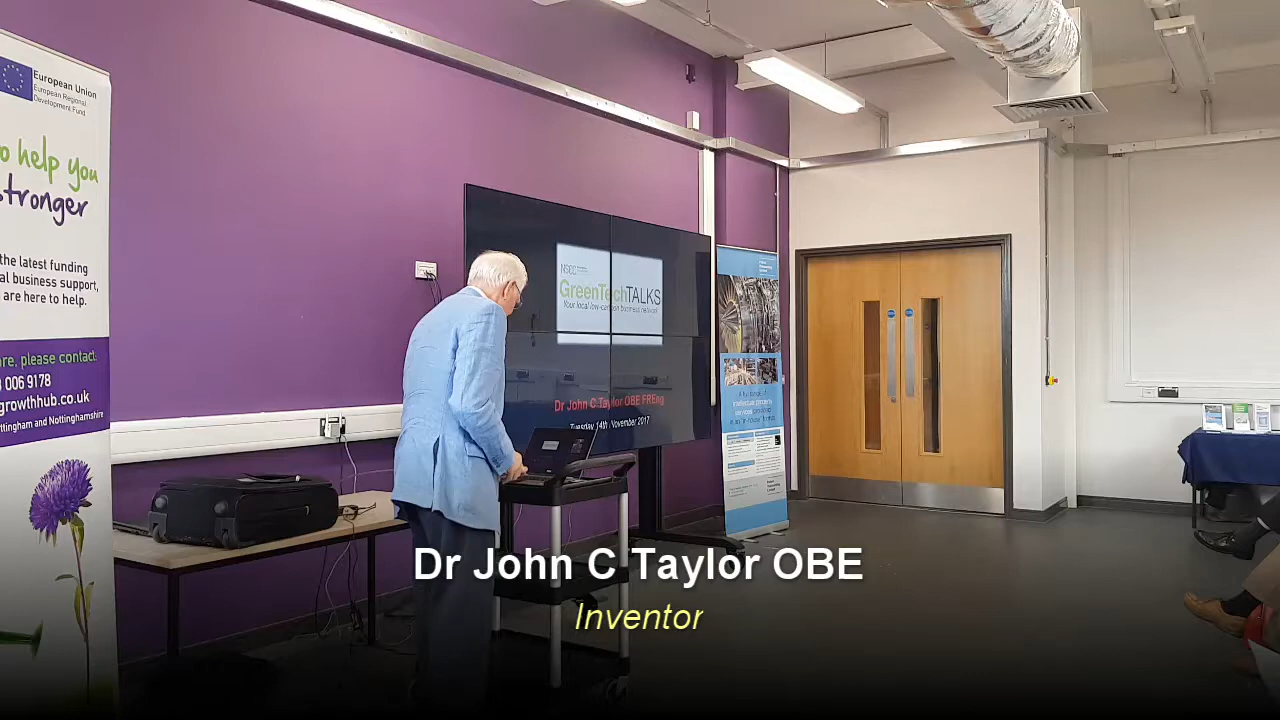 European Union
European Regional
Development Fund
o help you
stronger
the latest funding
al business support,
are here to help.
re, please contact:
006 9178
growthhub.co.uk
ttingham and Nottinghamshire
NSCC
GreenTechTALKS
Your local low-carbon business network
Dr John C Taylor OBE FREng
Tuesday 14th November 2017
Dr John C Taylor OBE
Inventor